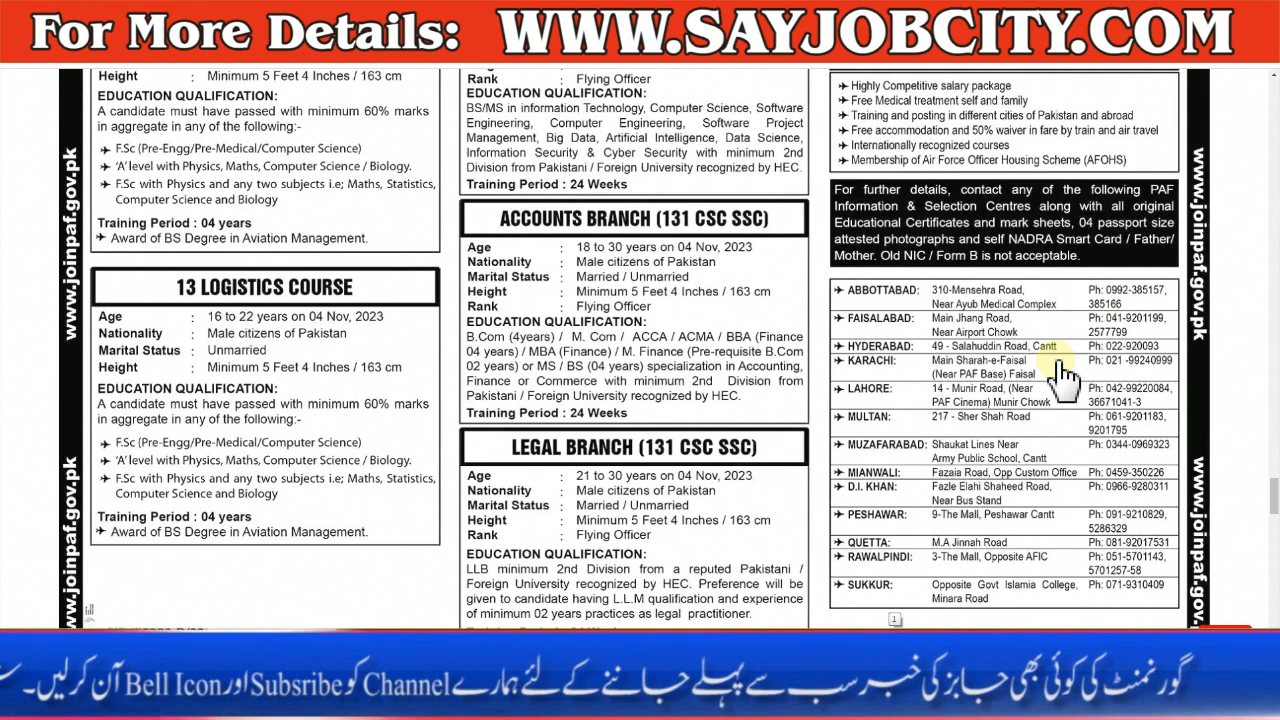 For More Details: WWW.SAYJOBCITY.COM
www.joinpaf.gov.pk
w.joinpaf.gov.pk
Height : Minimum 5 Feet 4 Inches / 163 cm
EDUCATION QUALIFICATION:
A candidate must have passed with minimum 60% marks
in aggregate in any of the following:-
F.Sc (Pre-Engg/Pre-Medical/Computer Science)
‘A’ level with Physics, Maths, Computer Science / Biology.
F.Sc with Physics and any two subjects i.e; Maths, Statistics,
Computer Science and Biology
Training Period : 04 years
Award of BS Degree in Aviation Management.
13 LOGISTICS COURSE
Age : 16 to 22 years on 04 Nov, 2023
Nationality : Male citizens of Pakistan
Marital Status : Unmarried
Height : Minimum 5 Feet 4 Inches / 163 cm
EDUCATION QUALIFICATION:
A candidate must have passed with minimum 60% marks
in aggregate in any of the following:-
F.Sc (Pre-Engg/Pre-Medical/Computer Science)
‘A’ level with Physics, Maths, Computer Science / Biology.
F.Sc with Physics and any two subjects i.e; Maths, Statistics,
Computer Science and Biology
Training Period : 04 years
Award of BS Degree in Aviation Management.
Rank : Flying Officer
EDUCATION QUALIFICATION:
BS/MS in information Technology, Computer Science, Software
Engineering, Computer Engineering, Software Project
Management, Big Data, Artificial Intelligence, Data Science,
Information Security & Cyber Security with minimum 2nd
Division from Pakistani / Foreign University recognized by HEC.
Training Period : 24 Weeks
ACCOUNTS BRANCH (131 CSC SSC)
Age : 18 to 30 years on 04 Nov, 2023
Nationality : Male citizens of Pakistan
Marital Status : Married / Unmarried
Height : Minimum 5 Feet 4 Inches / 163 cm
Rank : Flying Officer
EDUCATION QUALIFICATION:
B.Com (4years) / M. Com / ACCA / ACMA / BBA (Finance
04 years) / MBA (Finance) / M. Finance (Pre-requisite B.Com
02 years) or MS / BS (04 years) specialization in Accounting,
Finance or Commerce with minimum 2nd Division from
Pakistani / Foreign University recognized by HEC.
Training Period : 24 Weeks
LEGAL BRANCH (131 CSC SSC)
Age : 21 to 30 years on 04 Nov, 2023
Nationality : Male citizens of Pakistan
Marital Status : Married / Unmarried
Height : Minimum 5 Feet 4 Inches / 163 cm
Rank : Flying Officer
EDUCATION QUALIFICATION:
LLB minimum 2nd Division from a reputed Pakistani /
Foreign University recognized by HEC. Preference will be
given to candidate having L.L.M qualification and experience
of minimum 02 years practices as legal practitioner.
Highly Competitive salary package
Free Medical treatment self and family
Training and posting in different cities of Pakistan and abroad
Free accommodation and 50% waiver in fare by train and air travel
Internationally recognized courses
Membership of Air Force Officer Housing Scheme (AFOHS)
For further details, contact any of the following PAF
Information & Selection Centres along with all original
Educational Certificates and mark sheets, 04 passport size
attested photographs and self NADRA Smart Card / Father/
Mother. Old NIC / Form B is not acceptable.
ABBOTTABAD: 310-Mensehra Road, Ph: 0992-385157,
Near Ayub Medical Complex 385166
FAISALABAD: Main Jhang Road, Ph: 041-9201199,
Near Airport Chowk 2577799
HYDERABAD: 49 - Salahuddin Road, Cantt Ph: 022-920093
KARACHI: Main Sharah-e-Faisal Ph: 021 -99240999
(Near PAF Base) Faisal
LAHORE: 14 - Munir Road, (Near Ph: 042-99220084,
PAF Cinema) Munir Chowk 36671041-3
MULTAN: 217 - Sher Shah Road Ph: 061-9201183,
9201795
MUZAFARABAD: Shaukat Lines Near Ph: 0344-0969323
Army Public School, Cantt
MIANWALI: Fazaia Road, Opp Custom Office Ph: 0459-350226
D.I. KHAN: Fazle Elahi Shaheed Road, Ph: 0966-9280311
Near Bus Stand
PESHAWAR: 9-The Mall, Peshawar Cantt Ph: 091-9210829,
5286329
QUETTA: M.A Jinnah Road Ph: 081-92017531
RAWALPINDI: 3-The Mall, Opposite AFIC Ph: 051-5701143,
5701257-58
SUKKUR: Opposite Govt Islamia College, Ph: 071-9310409
Minara Road
1
www.joinpaf.gov.pk
www.joinpaf.gov.
گورنمنٹ کی کوئی بھی جابز کی خبر سب سے پہلے جاننے کے لئے ہمارے Channel کو Subsribe اور Bell Icon آن کرلیں۔